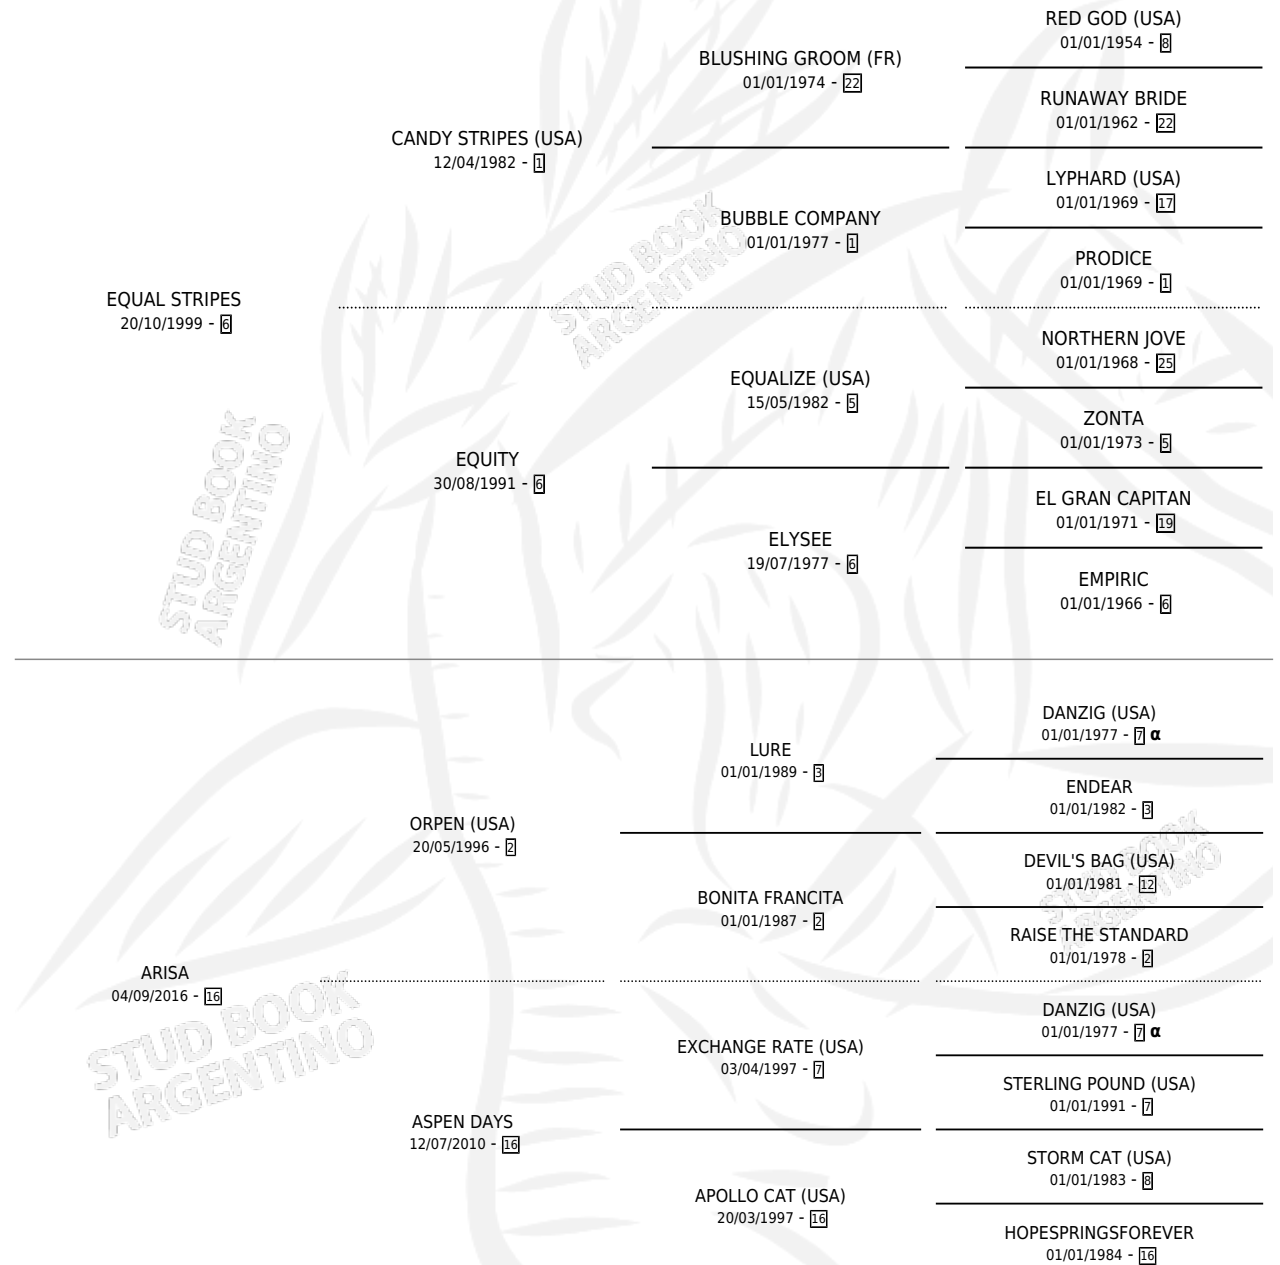 RED GOD (USA)
01/01/1954 - 8
BLUSHING GROOM (FR)
01/01/1974 - 22
RUNAWAY BRIDE
01/01/1962 - 22
CANDY STRIPES (USA)
12/04/1982 - 1
LYPHARD (USA)
01/01/1969 - 17
BUBBLE COMPANY
01/01/1977 - 1
PRODICE
01/01/1969 - 1
EQUAL STRIPES
20/10/1999 - 6
NORTHERN JOVE
01/01/1968 - 25
EQUALIZE (USA)
15/05/1982 - 5
ZONTA
01/01/1973 - 5
EQUITY
30/08/1991 - 6
EL GRAN CAPITAN
01/01/1971 - 19
ELYSEE
19/07/1977 - 6
EMPIRIC
01/01/1966 - 6
DANZIG (USA)
01/01/1977 - 7 α
LURE
01/01/1989 - 3
ENDEAR
01/01/1982 - 3
ORPEN (USA)
20/05/1996 - 2
DEVIL'S BAG (USA)
01/01/1981 - 12
BONITA FRANCITA
01/01/1987 - 2
RAISE THE STANDARD
01/01/1978 - 2
ARISA
04/09/2016 - 16
DANZIG (USA)
01/01/1977 - 7 α
EXCHANGE RATE (USA)
03/04/1997 - 7
STERLING POUND (USA)
01/01/1991 - 7
ASPEN DAYS
12/07/2010 - 16
STORM CAT (USA)
01/01/1983 - 8
APOLLO CAT (USA)
20/03/1997 - 16
HOPESPRINGSFOREVER
01/01/1984 - 16
STUD BOOK
ARGENTINO
STUD BOOK
ARGENTINO
STUD BOOK
ARGENTINO
STUD BOOK
ARGENTINO